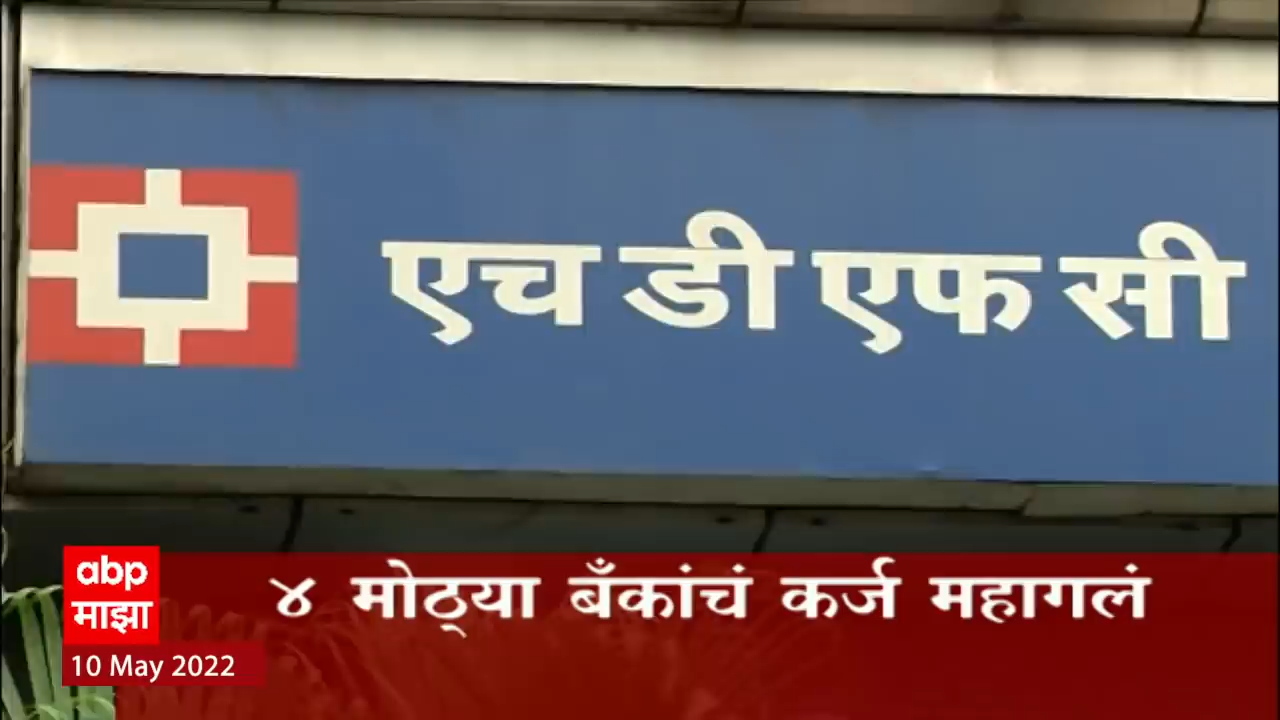 एच डी एफ सी
abp
माझा
४ मोठ्या बँकांचं कर्ज महागलं
10 May 2022